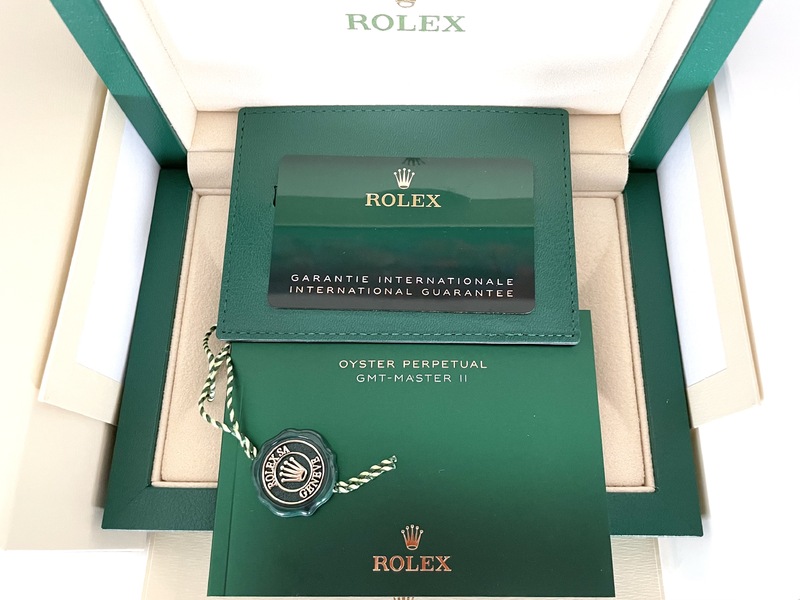 ROLEX
ROLEX
GARANTIE INTERNATIONALE
INTERNATIONAL GUARANTEE
OYSTER PERPETUAL
GMT-MASTER II
ROLEX SA
GENEVE
ROLEX